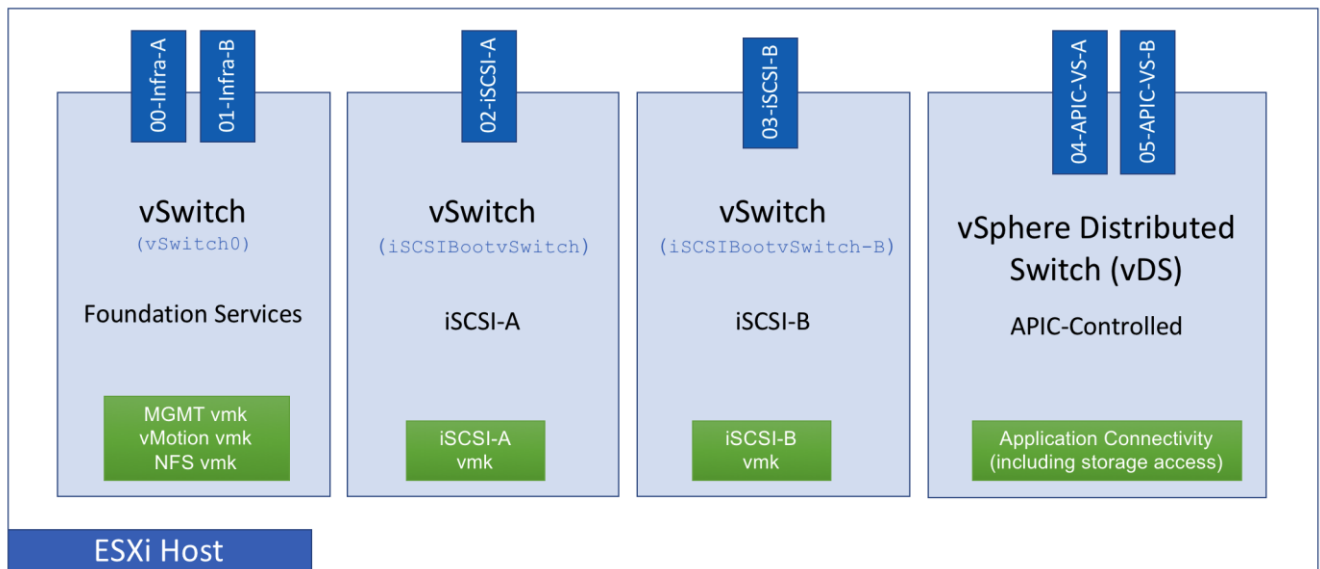 00-Infra-A
01-Infra-B
vSwitch
(vSwitch0)
Foundation Services
MGMT vmk
vMotion vmk
NFS vmk
02-iSCSI-A
vSwitch
(iSCSIBootvSwitch)
iSCSI-A
iSCSI-A
vmk
03-iSCSI-B
vSwitch
(iSCSIBootvSwitch-B)
iSCSI-B
iSCSI-B
vmk
04-APIC-VS-A
05-APIC-VS-B
vSphere Distributed
Switch (vDS)
APIC-Controlled
Application Connectivity
(including storage access)
ESXi Host